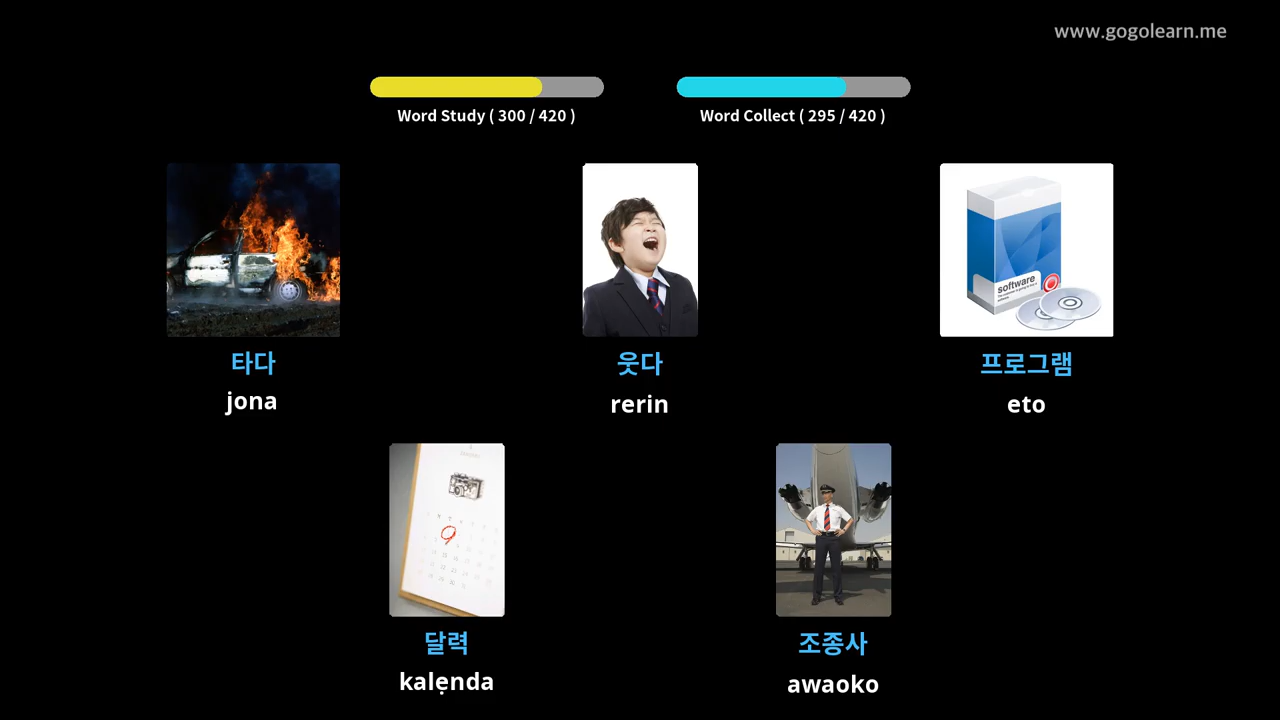 www.gogolearn.me
Word Study ( 300 / 420 )
Word Collect ( 295 / 420 )
software
타다
jona
웃다
rerin
프로그램
eto
달력
kalẹnda
조종사
awaoko